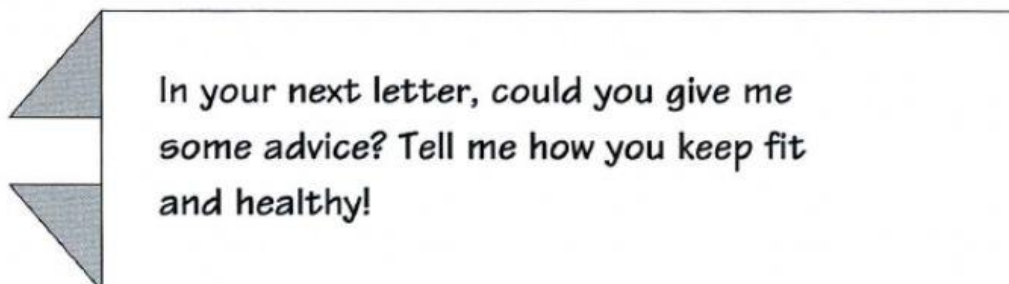 In your next letter, could you give me
some advice? Tell me how you keep fit
and healthy!